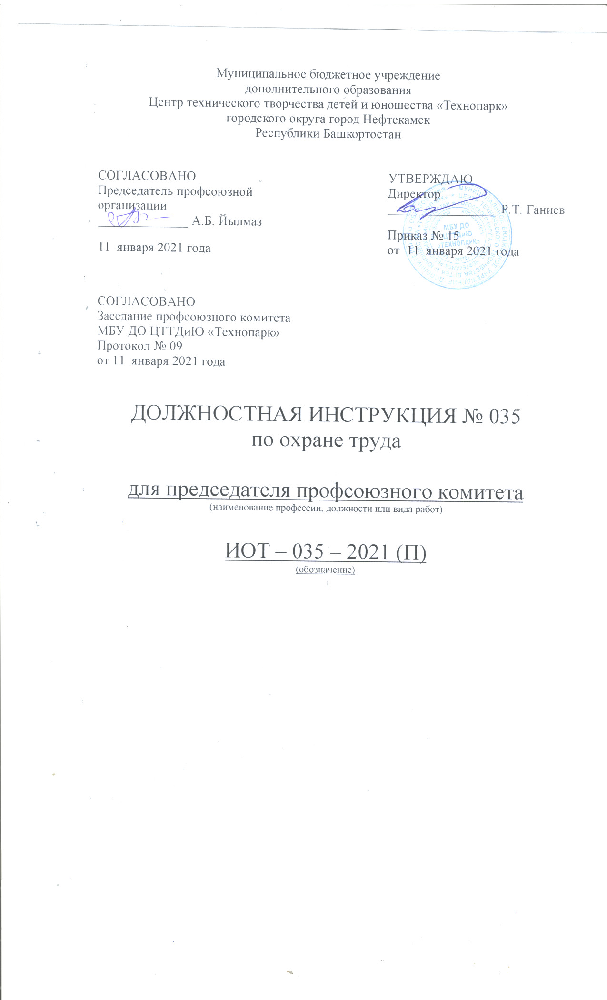 Муниципальное бюджетное учреждение
дополнительного образования
Центр технического творчества детей и юношества «Технопарк»
городского округа город Нефтекамск
Республики Башкортостан
СОГЛАСОВАНО
Председатель профсоюзной
организации
______________ А.Б. Йылмаз
11 января 2021 года
УТВЕРЖДАЮ
Директор
_________________ Р.Т. Ганиев
Приказ № 15
от 11 января 2021 года
МБУ ДО
ЦТТДиЮ
«ТЕХНОПАРК»
СОГЛАСОВАНО
Заседание профсоюзного комитета
МБУ ДО ЦТТДиЮ «Технопарк»
Протокол № 09
от 11 января 2021 года
ДОЛЖНОСТНАЯ ИНСТРУКЦИЯ № 035
по охране труда
для председателя профсоюзного комитета
(наименование профессии, должности или вида работ)
ИОТ – 035 – 2021 (П)
(обозначение)